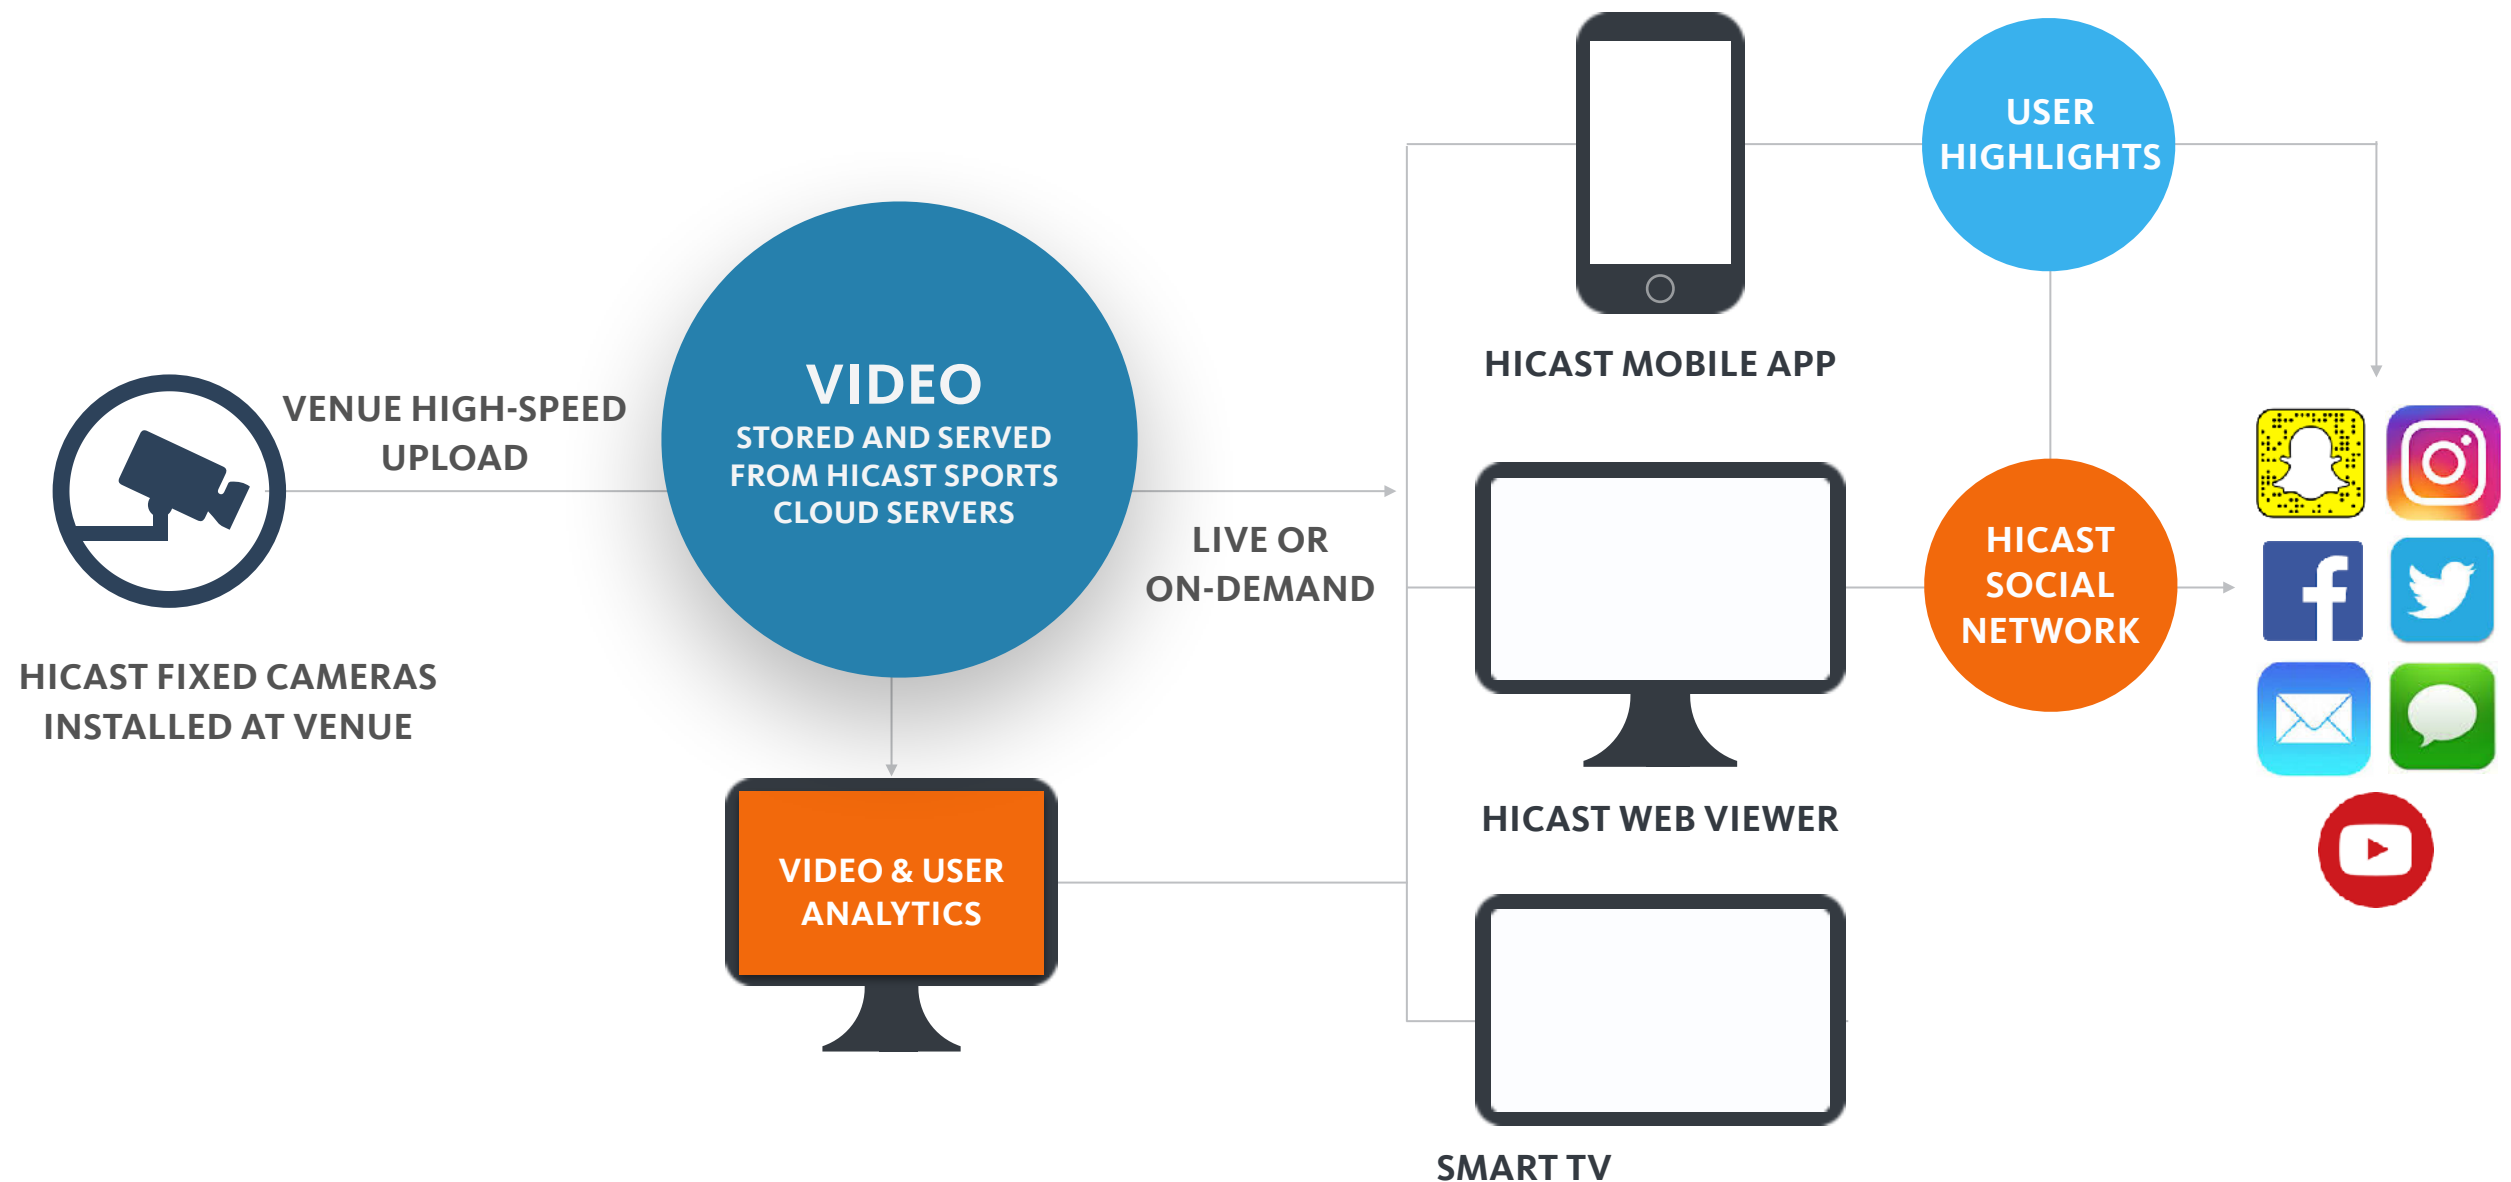 USER
HIGHLIGHTS
HICAST MOBILE APP
VENUE HIGH-SPEED
UPLOAD
VIDEO
STORED AND SERVED
FROM HICAST SPORTS
CLOUD SERVERS
LIVE OR
ON-DEMAND
HICAST
SOCIAL
NETWORK
HICAST FIXED CAMERAS
INSTALLED AT VENUE
HICAST WEB VIEWER
VIDEO & USER
ANALYTICS
SMART TV